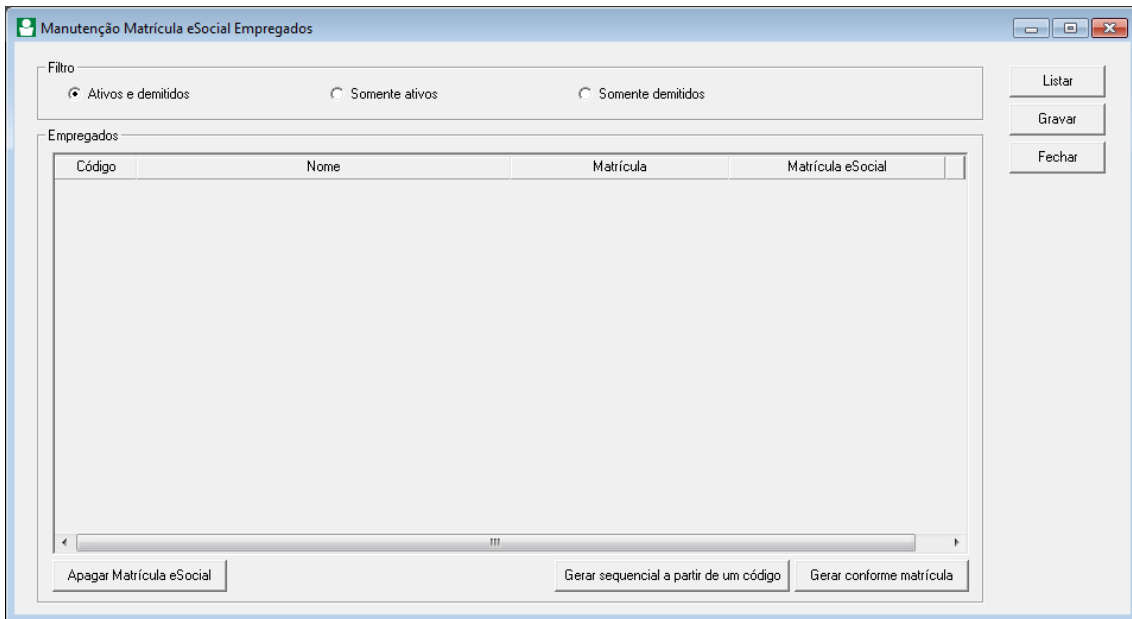 Manutenção Matrícula eSocial Empregados
Filtro
Ativos e demitidos Somente ativos Somente demitidos
Listar
Gravar
Fechar
Empregados
Código Nome Matrícula Matrícula eSocial
Apagar Matrícula eSocial Gerar sequencial a partir de um código Gerar conforme matrícula